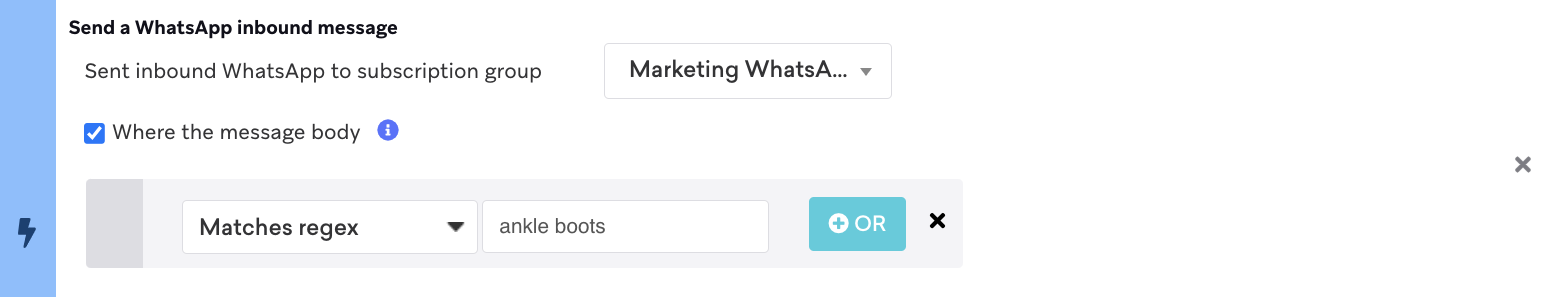 Send a WhatsApp inbound message
Sent inbound WhatsApp to subscription group
Marketing WhatsA...
Where the message body
Matches regex
ankle boots
OR